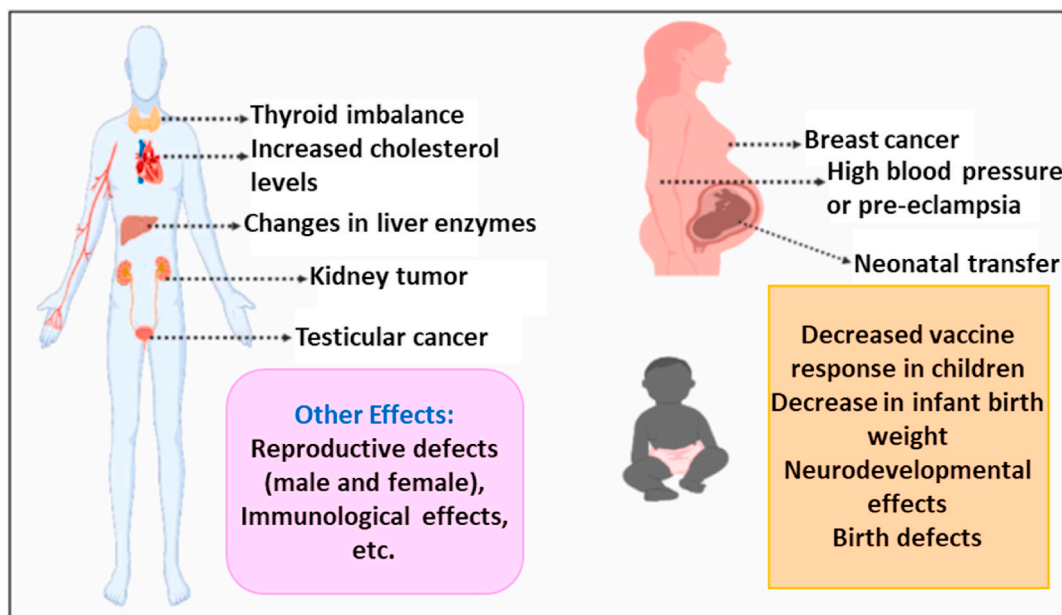 Thyroid imbalance
Increased cholesterol
levels
Changes in liver enzymes
Kidney tumor
Testicular cancer
Other Effects:
Reproductive defects
(male and female),
Immunological effects,
etc.
Breast cancer
High blood pressure
or pre-eclampsia
Neonatal transfer
Decreased vaccine
response in children
Decrease in infant birth
weight
Neurodevelopmental
effects
Birth defects